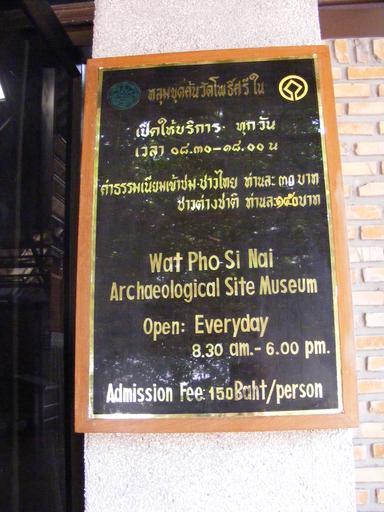 หลุมขุดค้นวัดโพธิ์ศรีใน
เปิดให้บริการ ทุกวัน
เวลา ๐๘.๓๐-๑๘.๐๐ น
ค่าธรรมเนียมเข้าชม ชาวไทย ท่านละ ๓๐ บาท
ชาวต่างชาติ ท่านละ ๑๕๐ บาท
Wat Pho Si Nai
Archaeological Site Museum
Open: Everyday
8.30 am.- 6.00 pm.
Admission Fee 150 Baht/person